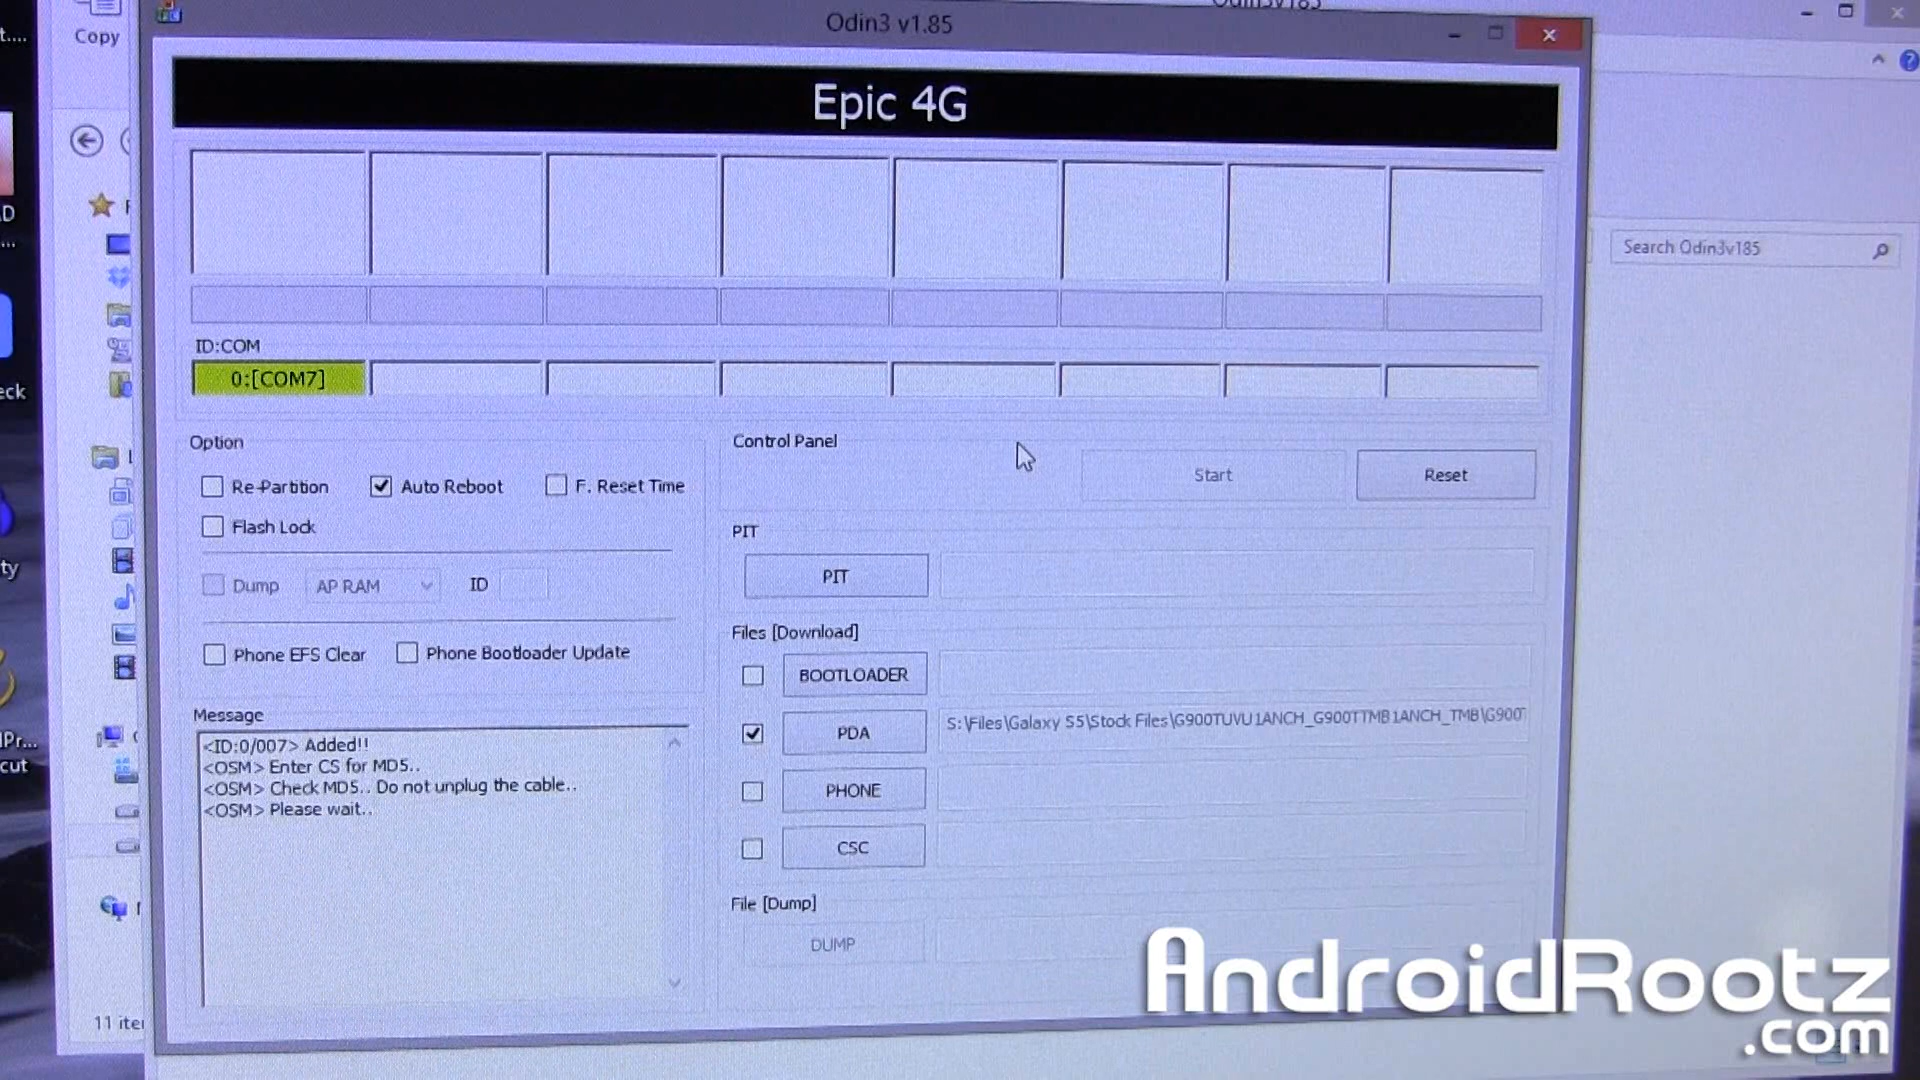 Copy
Odin3 v1.85
Epic 4G
Search Odin3v185
ID:COM
0:[COM7]
Option
Re-Partition
Auto Reboot
F. Reset Time
Flash Lock
Dump
AP RAM
ID
Phone EFS Clear
Phone Bootloader Update
Message
<ID:0/007> Added!!
<OSM> Enter CS for MD5..
<OSM> Check MD5.. Do not unplug the cable..
<OSM> Please wait..
Control Panel
Start
Reset
PIT
PIT
Files [Download]
BOOTLOADER
PDA
S:\Files\Galaxy S5\Stock Files\G900TUVU1ANCH_G900TTMB1ANCH_TMB\G900T
PHONE
CSC
File [Dump]
DUMP
AndroidRootz
.com